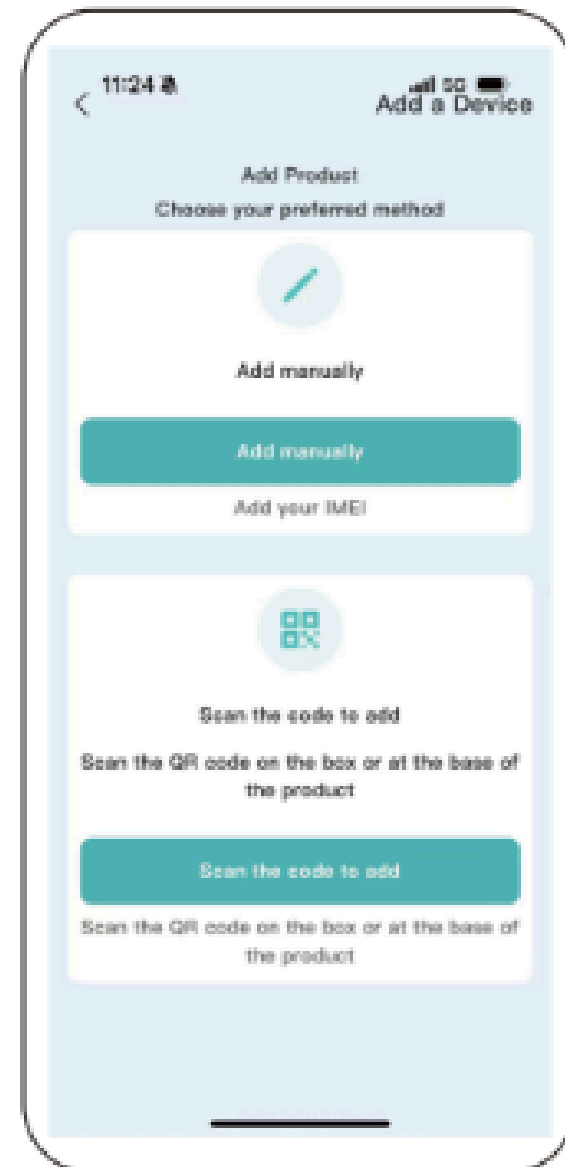 11:24
5G
Add a Device
Add Product
Choose your preferred method
Add manually
Add manually
Add your IMEI
Scan the code to add
Scan the QR code on the box or at the base of
the product
Scan the code to add
Scan the QR code on the box or at the base of
the product